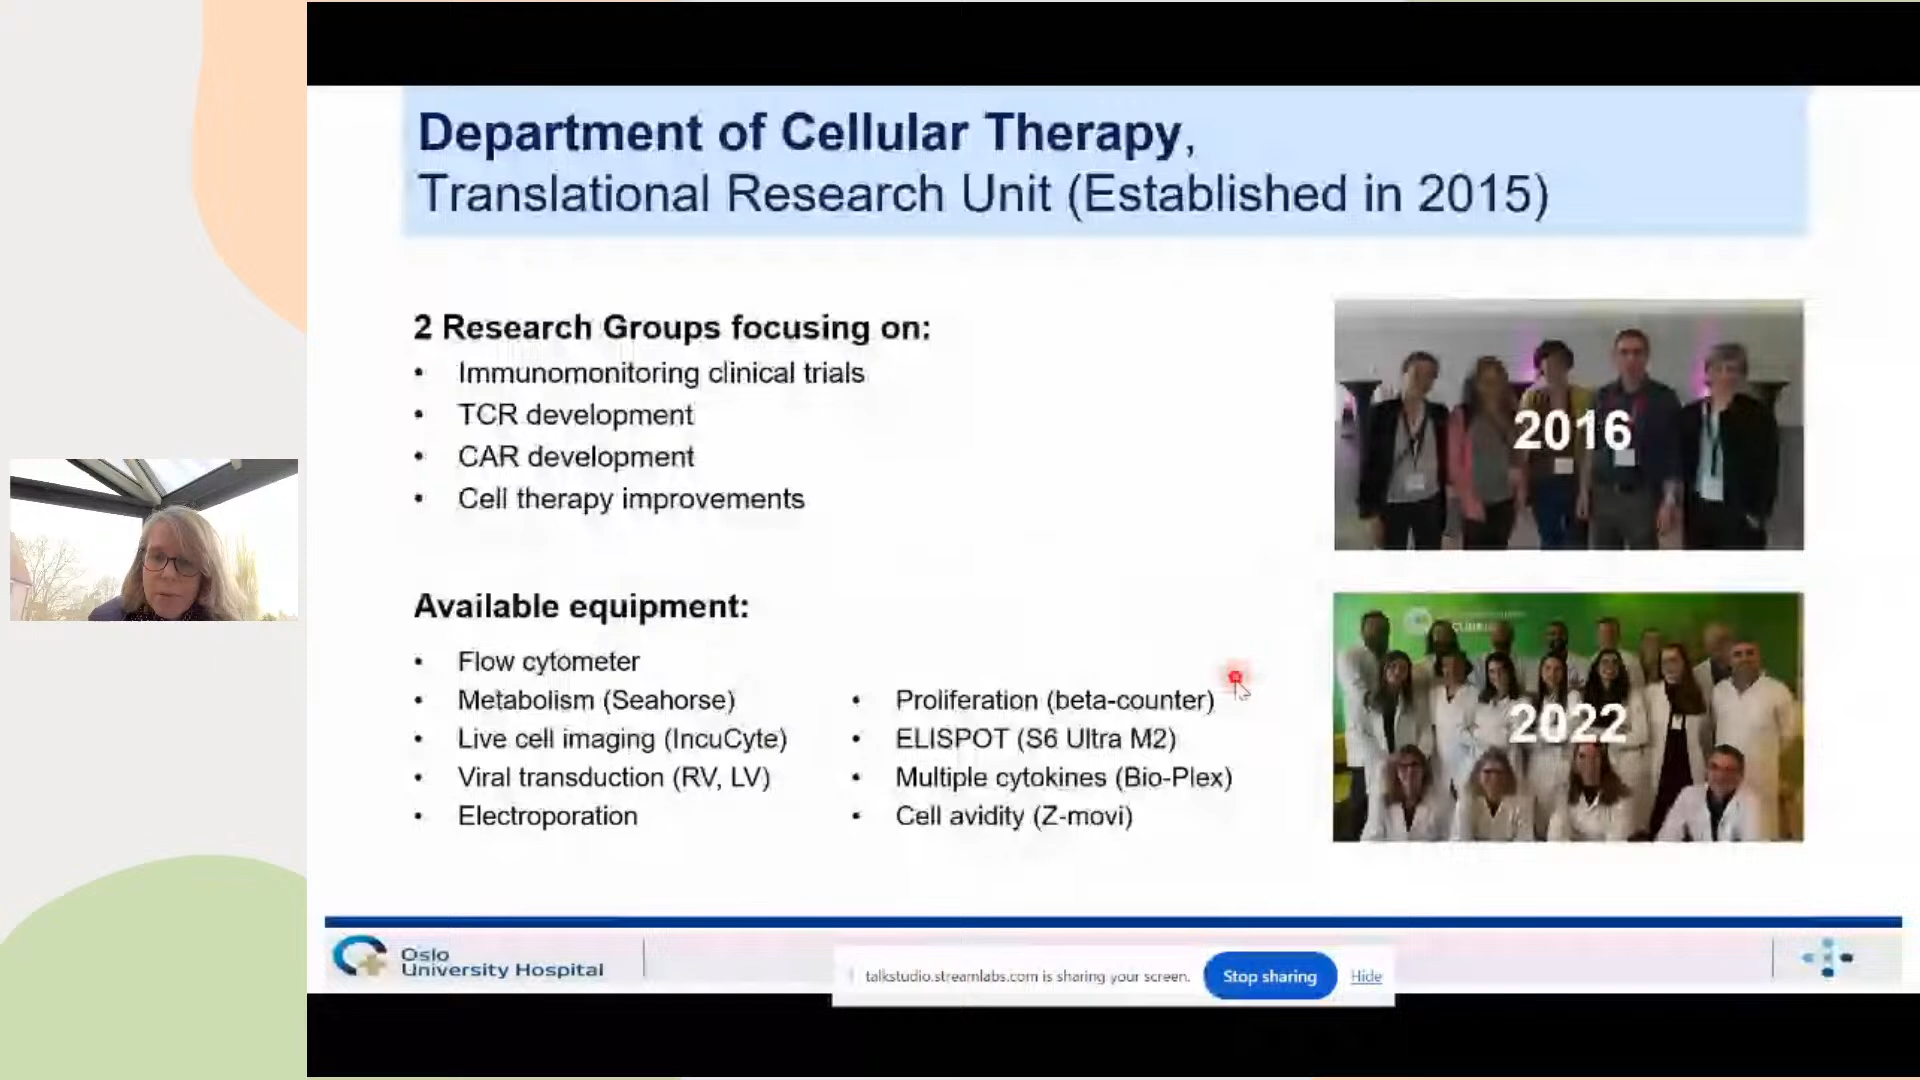 Department of Cellular Therapy,
Translational Research Unit (Established in 2015)
2 Research Groups focusing on:
• Immunomonitoring clinical trials
• TCR development
• CAR development
• Cell therapy improvements
2016
Available equipment:
• Flow cytometer
• Metabolism (Seahorse)
• Live cell imaging (IncuCyte)
• Viral transduction (RV, LV)
• Electroporation
• Proliferation (beta-counter)
• ELISPOT (S6 Ultra M2)
• Multiple cytokines (Bio-Plex)
• Cell avidity (Z-movi)
2022
Oslo
University Hospital
talkstudio.streamlabs.com is sharing your screen.
Stop sharing
Hide